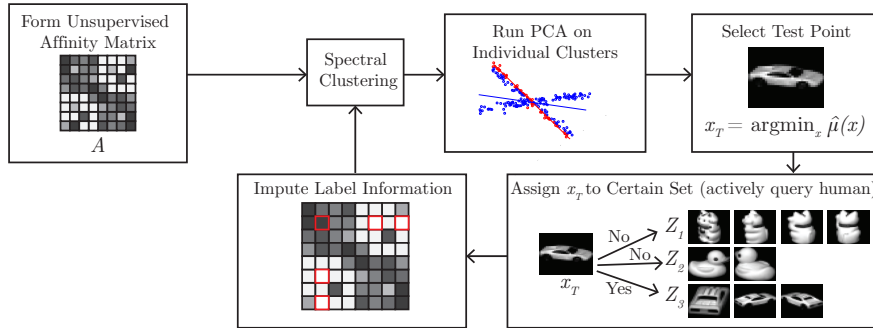 Form Unsupervised
Affinity Matrix
A
Spectral
Clustering
Run PCA on
Individual Clusters
Select Test Point
x_T = argmin_x μ̂(x)
Impute Label Information
Assign x_T to Certain Set (actively query human)
No
No
Yes
x_T
Z_1
Z_2
Z_3